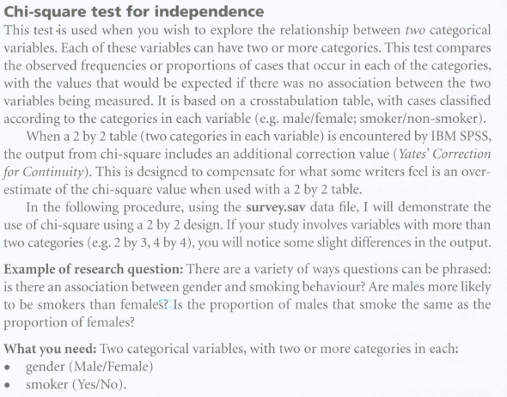 Chi-square test for independence
This test is used when you wish to explore the relationship between two categorical
variables. Each of these variables can have two or more categories. This test compares
the observed frequencies or proportions of cases that occur in each of the categories,
with the values that would be expected if there was no association between the two
variables being measured. It is based on a crosstabulation table, with cases classified
according to the categories in each variable (e.g. male/female; smoker/non-smoker).
When a 2 by 2 table (two categories in each variable) is encountered by IBM SPSS,
the output from chi-square includes an additional correction value (Yates' Correction
for Continuity). This is designed to compensate for what some writers feel is an over-
estimate of the chi-square value when used with a 2 by 2 table.
In the following procedure, using the survey.sav data file, I will demonstrate the
use of chi-square using a 2 by 2 design. If your study involves variables with more than
two categories (e.g. 2 by 3, 4 by 4), you will notice some slight differences in the output.
Example of research question: There are a variety of ways questions can be phrased:
is there an association between gender and smoking behaviour? Are males more likely
to be smokers than females? Is the proportion of males that smoke the same as the
proportion of females?
What you need: Two categorical variables, with two or more categories in each:
• gender (Male/Female)
• smoker (Yes/No).